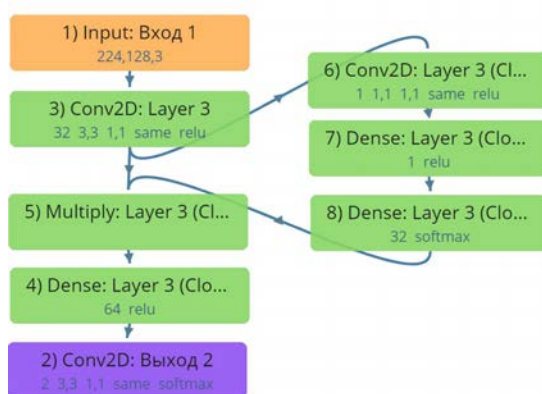 1) Input: Вход 1
224,128,3
3) Conv2D: Layer 3
32 3,3 1,1 same relu
5) Multiply: Layer 3 (Cl...
4) Dense: Layer 3 (Clo...
64 relu
2) Conv2D: Выход 2
2 3,3 1,1 same softmax
6) Conv2D: Layer 3 (Cl...
1 1,1 1,1 same relu
7) Dense: Layer 3 (Clo...
1 relu
8) Dense: Layer 3 (Clo...
32 softmax